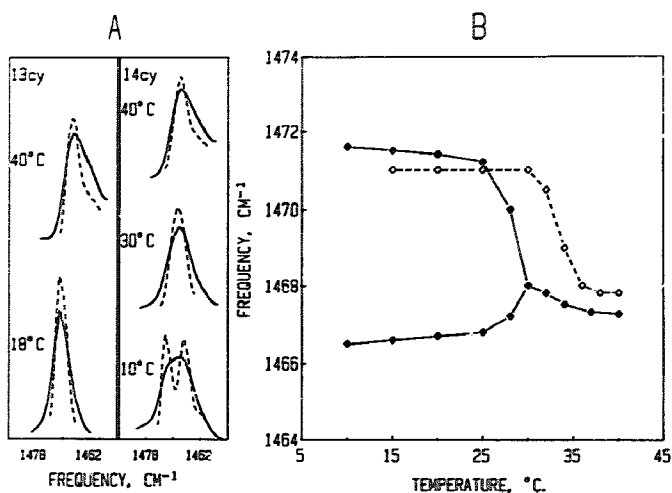 A
13cy
40°C
18°C
14cy
40°C
30°C
10°C
1478 1462 1478 1462
FREQUENCY, CM⁻¹
B
1474
1472
1470
1468
1466
1464
FREQUENCY, CM⁻¹
5 15 25 35 45
TEMPERATURE, °C.